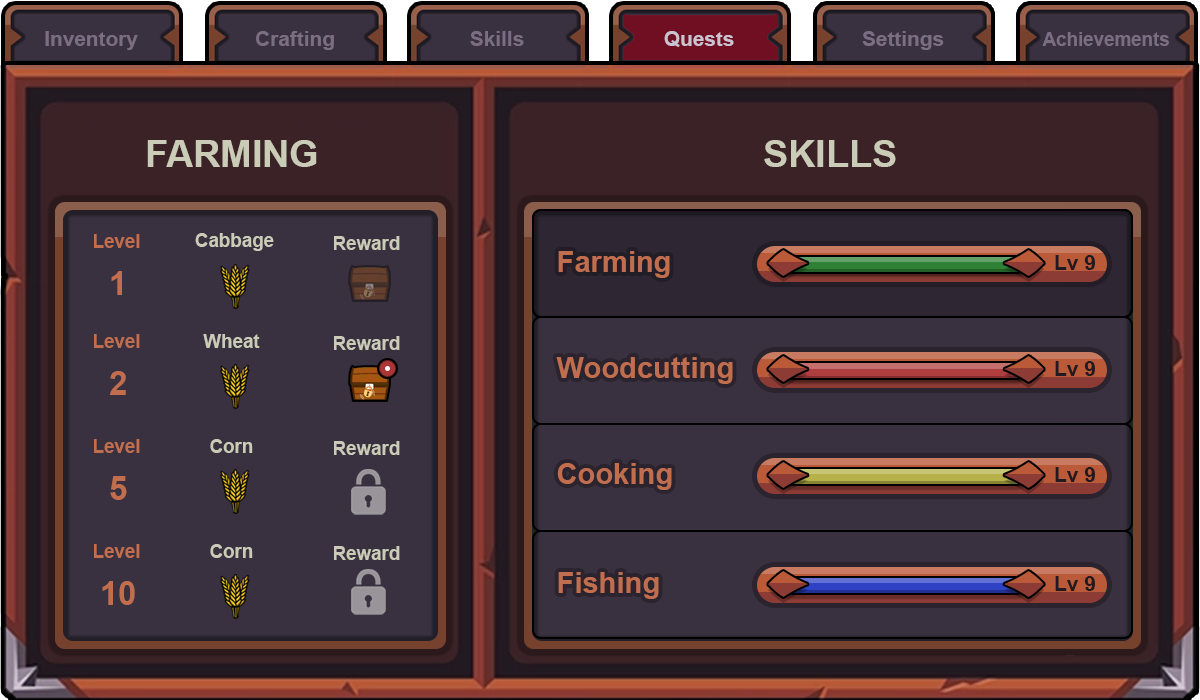 Inventory
Crafting
Skills
Quests
Settings
Achievements
FARMING
Level Cabbage Reward
1
Level Wheat Reward
2
Level Corn Reward
5
Level Corn Reward
10
SKILLS
Farming Lv 9
Woodcutting Lv 9
Cooking Lv 9
Fishing Lv 9